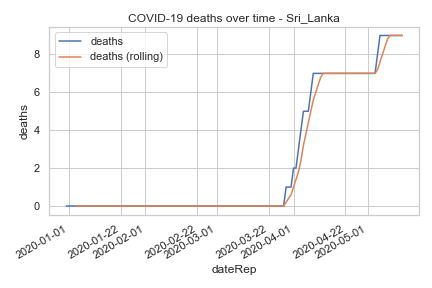 COVID-19 deaths over time - Sri_Lanka
deaths
deaths (rolling)
8
6
4
2
0
deaths
2020-01-01
2020-01-22
2020-02-01
2020-02-22
2020-03-01
2020-03-22
2020-04-01
2020-04-22
2020-05-01
dateRep